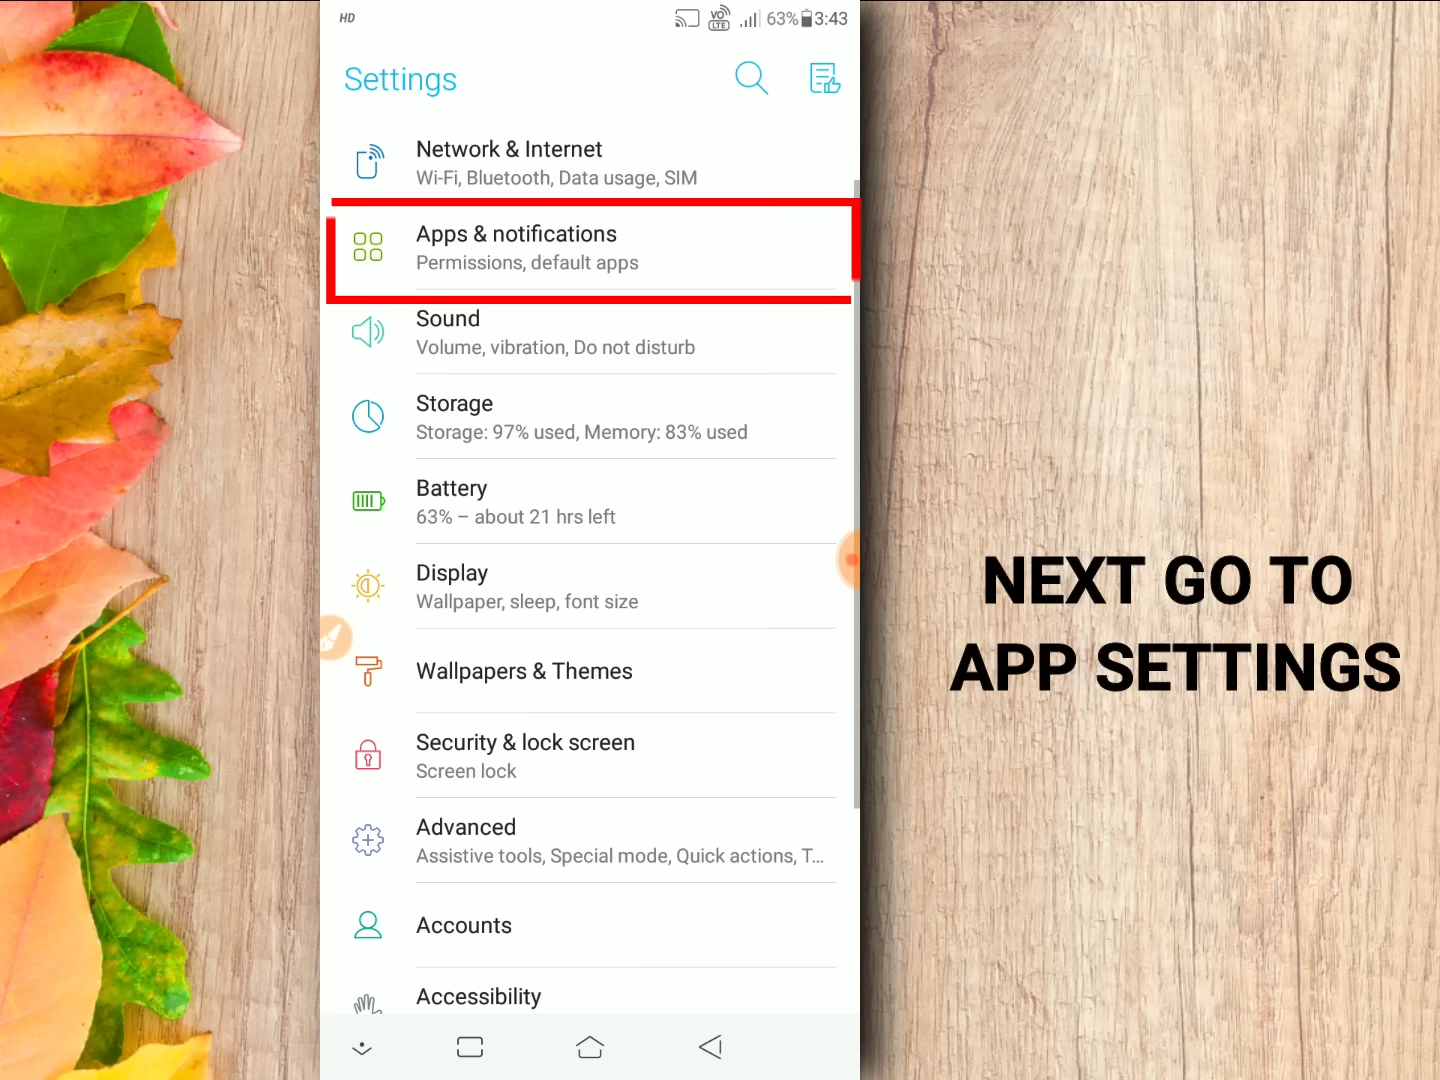 HD
VO LTE 63% 3:43
Settings
Network & Internet
Wi-Fi, Bluetooth, Data usage, SIM
Apps & notifications
Permissions, default apps
Sound
Volume, vibration, Do not disturb
Storage
Storage: 97% used, Memory: 83% used
Battery
63% – about 21 hrs left
Display
Wallpaper, sleep, font size
Wallpapers & Themes
Security & lock screen
Screen lock
Advanced
Assistive tools, Special mode, Quick actions, T...
Accounts
Accessibility
NEXT GO TO
APP SETTINGS